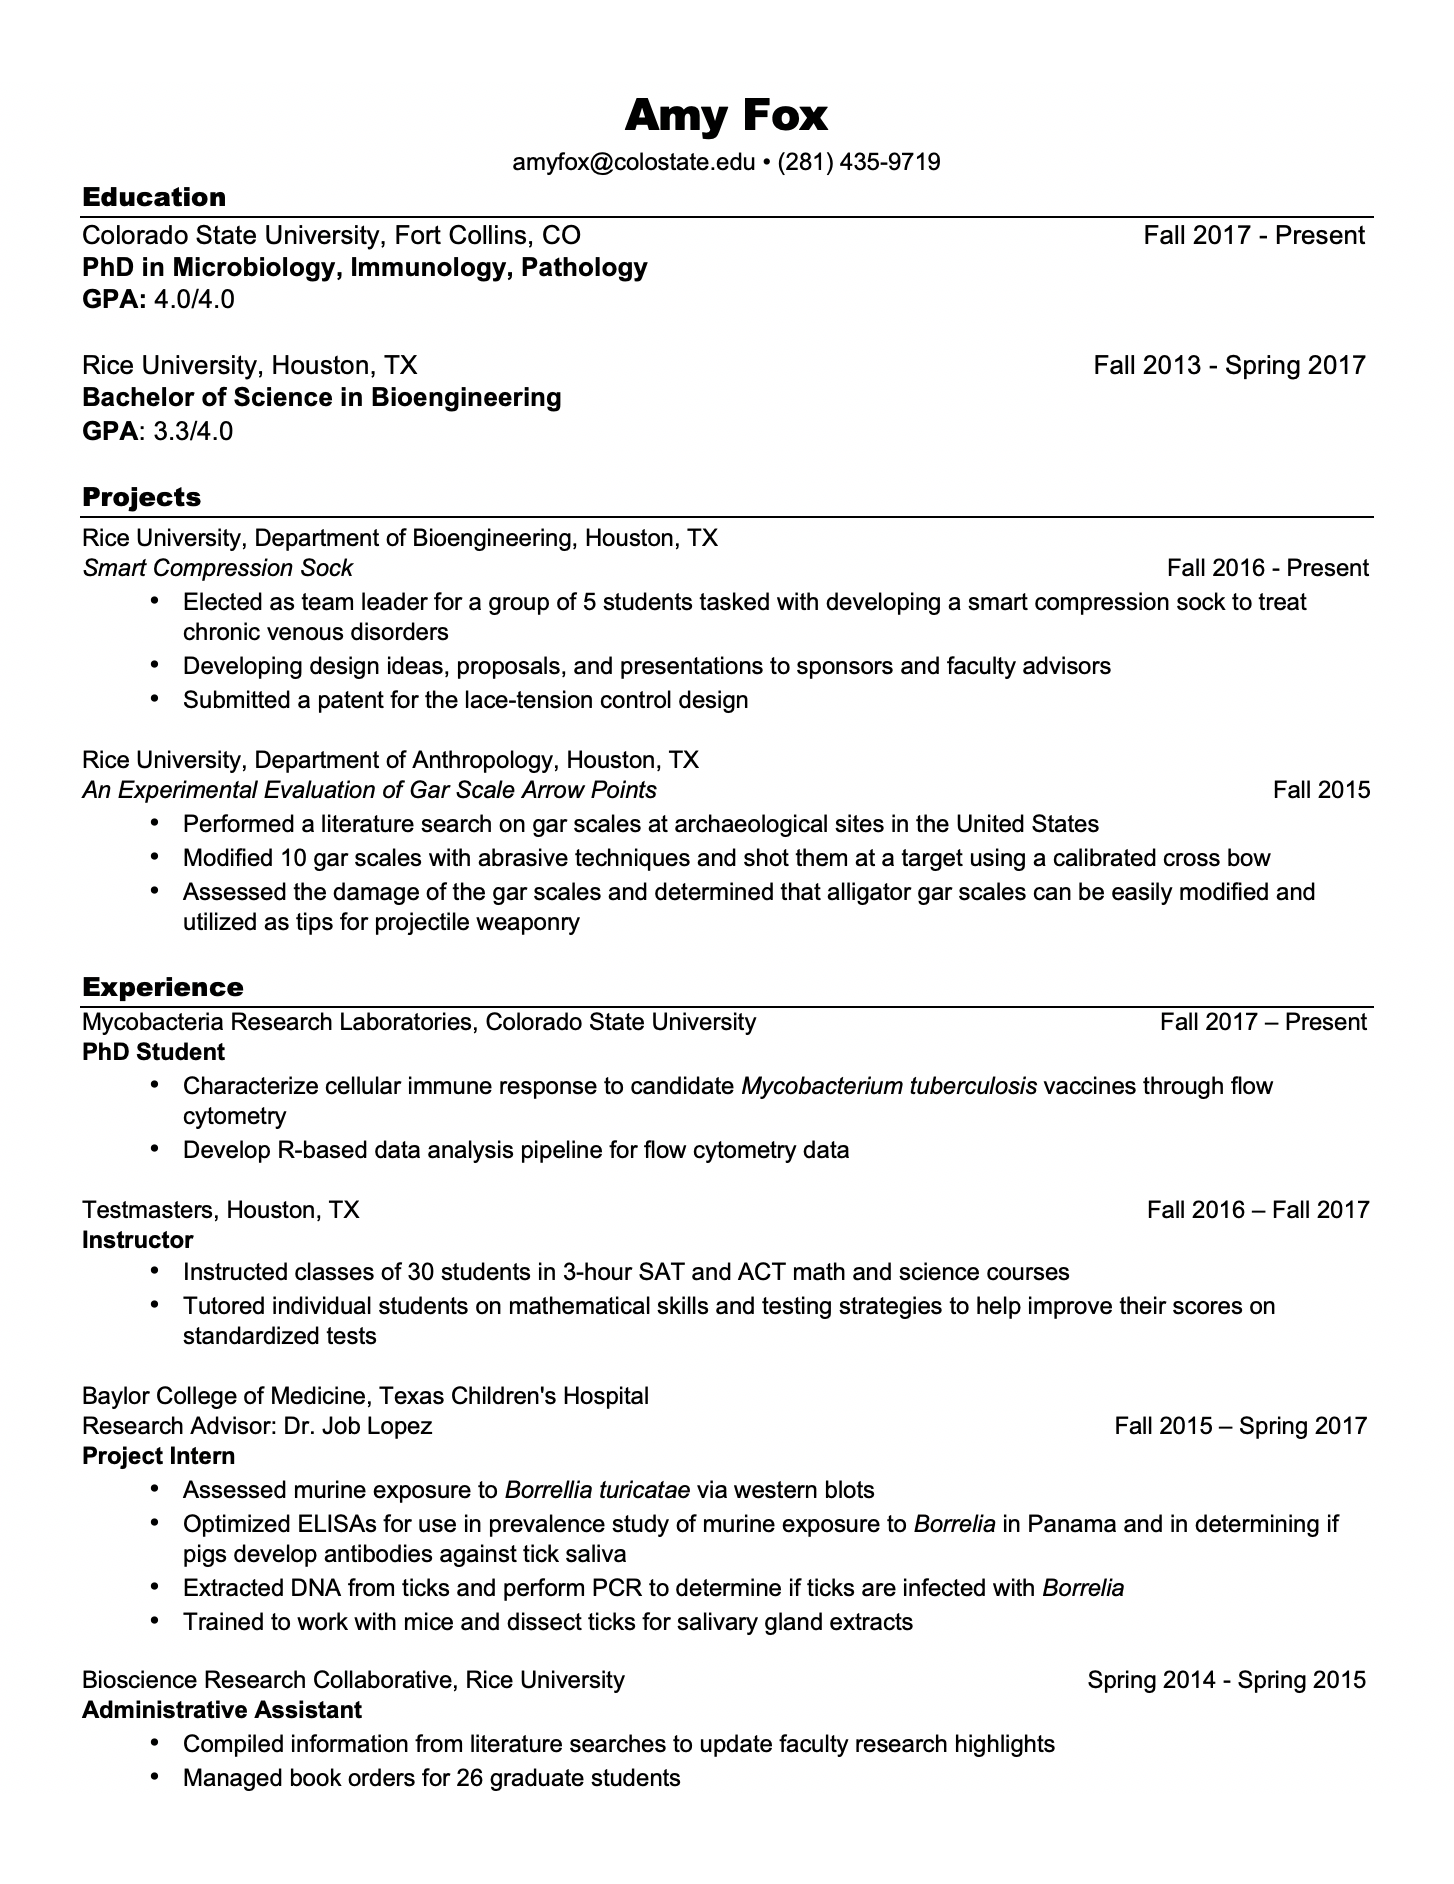 Amy Fox
amyfox@colostate.edu • (281) 435-9719
Education
Colorado State University, Fort Collins, CO Fall 2017 - Present
PhD in Microbiology, Immunology, Pathology
GPA: 4.0/4.0
Rice University, Houston, TX Fall 2013 - Spring 2017
Bachelor of Science in Bioengineering
GPA: 3.3/4.0
Projects
Rice University, Department of Bioengineering, Houston, TX
Smart Compression Sock Fall 2016 - Present
• Elected as team leader for a group of 5 students tasked with developing a smart compression sock to treat
chronic venous disorders
• Developing design ideas, proposals, and presentations to sponsors and faculty advisors
• Submitted a patent for the lace-tension control design
Rice University, Department of Anthropology, Houston, TX
An Experimental Evaluation of Gar Scale Arrow Points Fall 2015
• Performed a literature search on gar scales at archaeological sites in the United States
• Modified 10 gar scales with abrasive techniques and shot them at a target using a calibrated cross bow
• Assessed the damage of the gar scales and determined that alligator gar scales can be easily modified and
utilized as tips for projectile weaponry
Experience
Mycobacteria Research Laboratories, Colorado State University Fall 2017 – Present
PhD Student
• Characterize cellular immune response to candidate Mycobacterium tuberculosis vaccines through flow
cytometry
• Develop R-based data analysis pipeline for flow cytometry data
Testmasters, Houston, TX Fall 2016 – Fall 2017
Instructor
• Instructed classes of 30 students in 3-hour SAT and ACT math and science courses
• Tutored individual students on mathematical skills and testing strategies to help improve their scores on
standardized tests
Baylor College of Medicine, Texas Children's Hospital
Research Advisor: Dr. Job Lopez Fall 2015 – Spring 2017
Project Intern
• Assessed murine exposure to Borrellia turicatae via western blots
• Optimized ELISAs for use in prevalence study of murine exposure to Borrelia in Panama and in determining if
pigs develop antibodies against tick saliva
• Extracted DNA from ticks and perform PCR to determine if ticks are infected with Borrelia
• Trained to work with mice and dissect ticks for salivary gland extracts
Bioscience Research Collaborative, Rice University Spring 2014 - Spring 2015
Administrative Assistant
• Compiled information from literature searches to update faculty research highlights
• Managed book orders for 26 graduate students